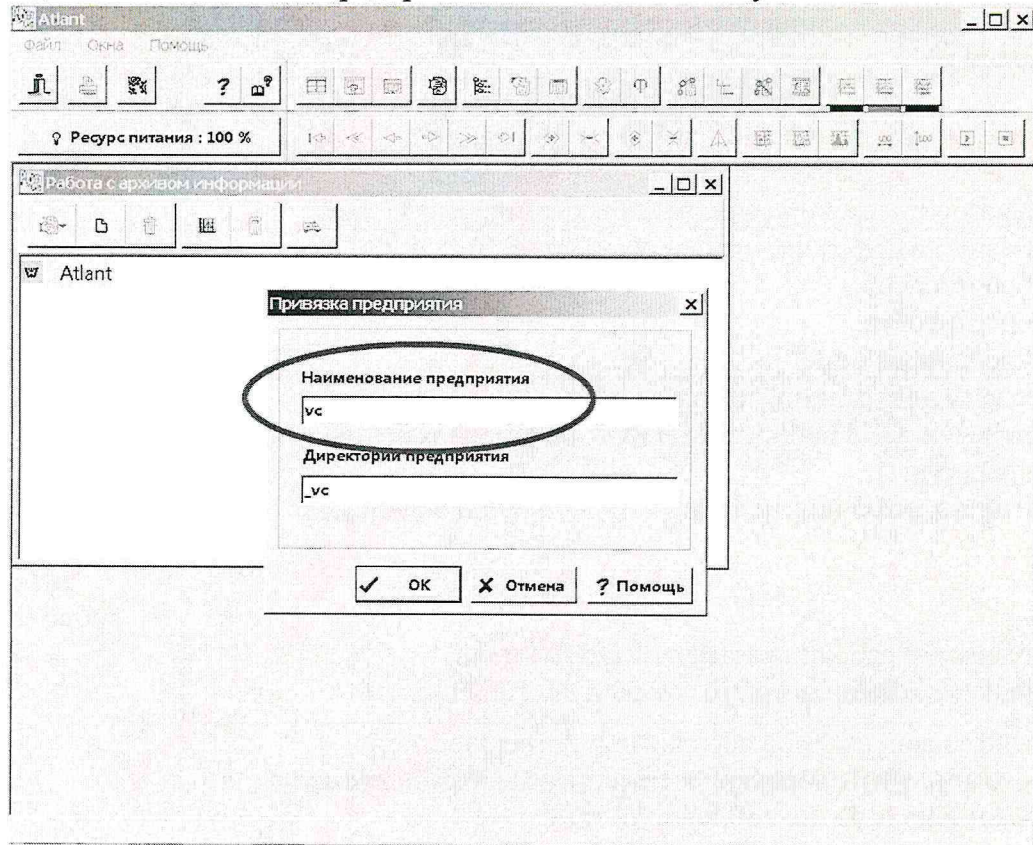 Atlant
Файл Окна Помощь
Ресурс питания : 100 %
Работа с архивом информации
Atlant
Привязка предприятия
Наименование предприятия
vc
Директории предприятия
_vc
OK Отмена ? Помощь